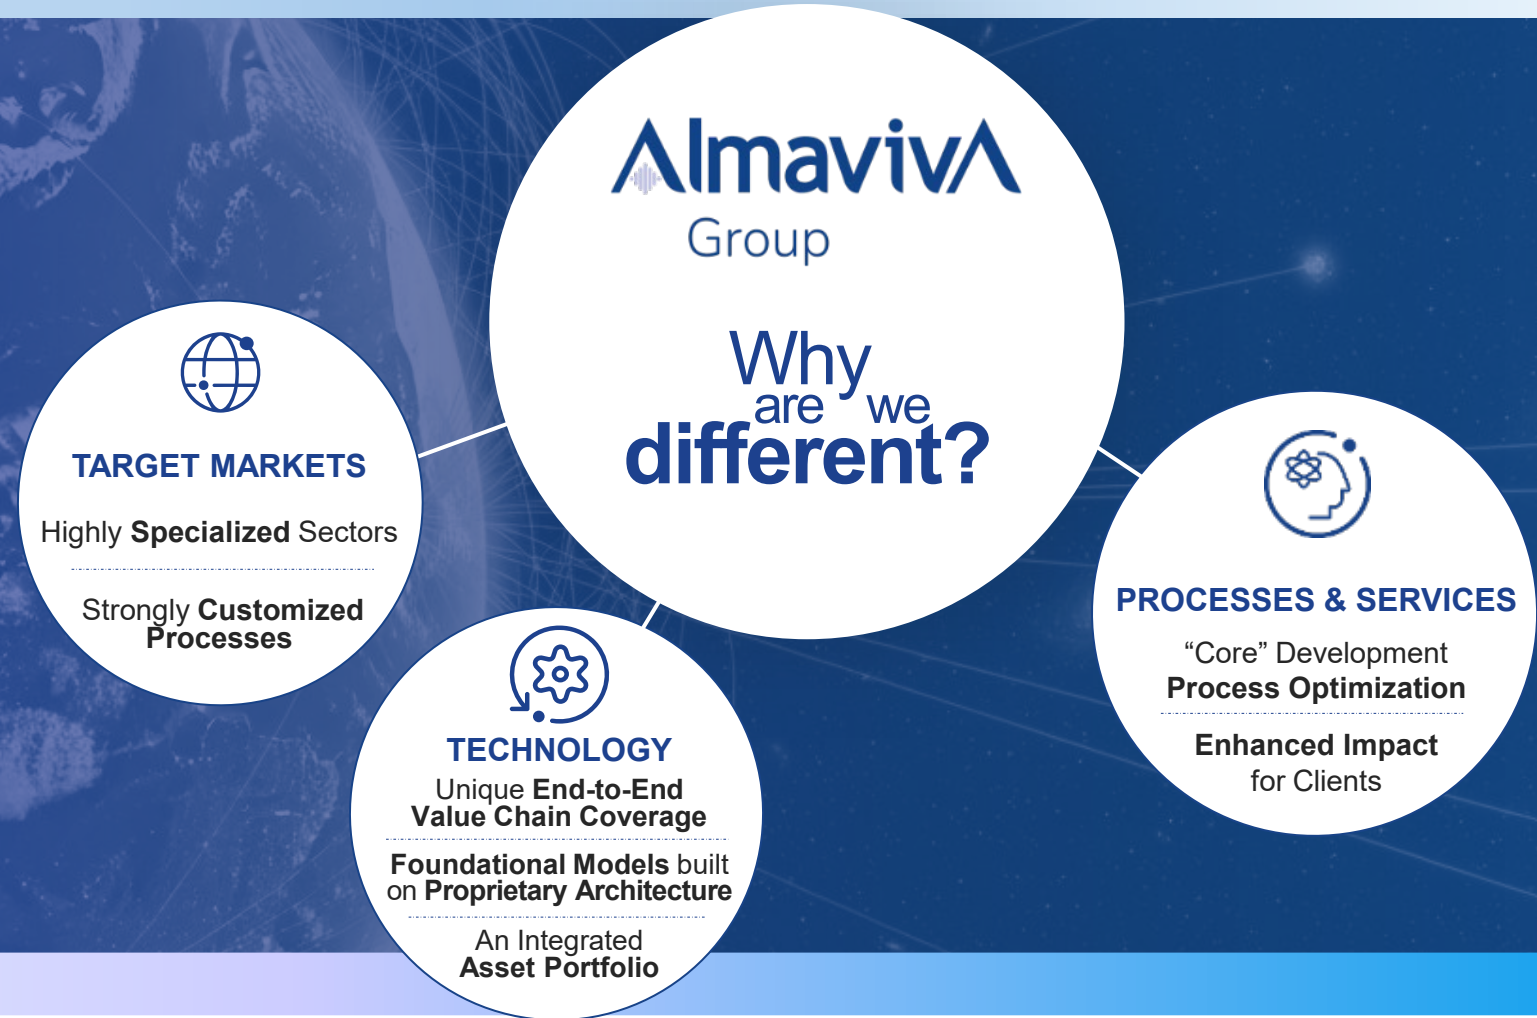 Almaviva
Group
Why
are we
different?
TARGET MARKETS
Highly Specialized Sectors
Strongly Customized
Processes
TECHNOLOGY
Unique End-to-End
Value Chain Coverage
Foundational Models built
on Proprietary Architecture
An Integrated
Asset Portfolio
PROCESSES & SERVICES
“Core” Development
Process Optimization
Enhanced Impact
for Clients